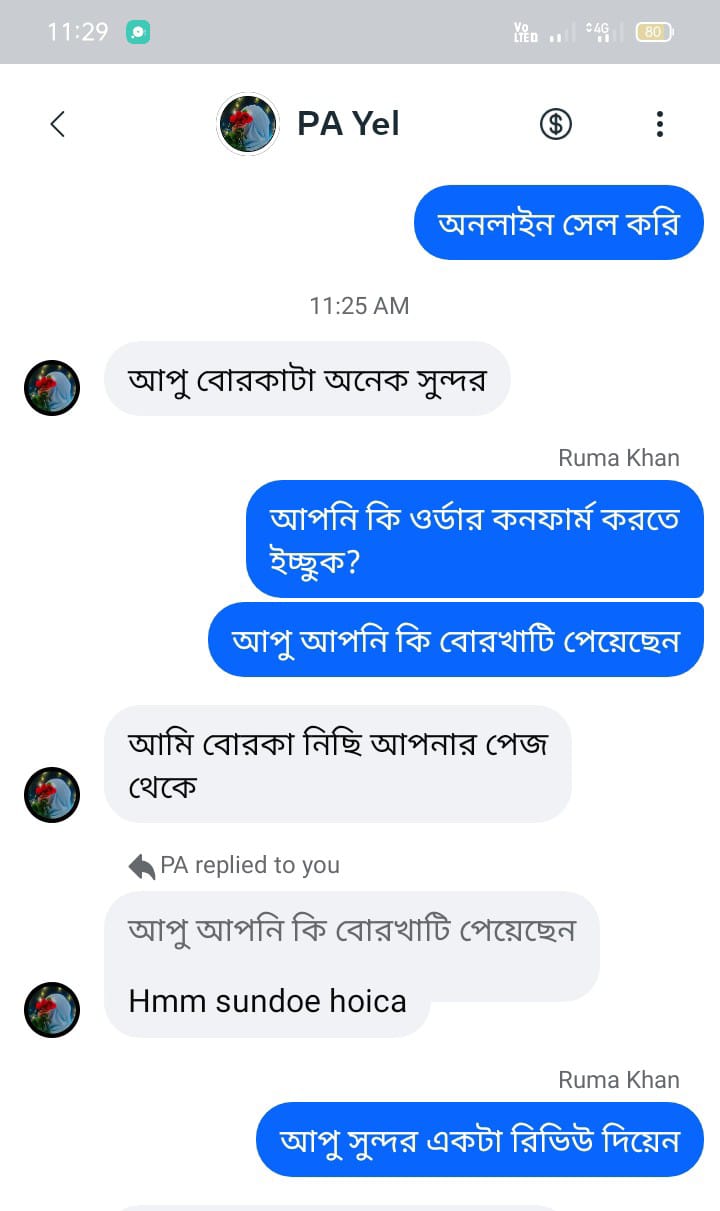 11:29
Vo
LTED
4G
80
PA Yel
অনলাইন সেল করি
11:25 AM
আপু বোরকাটা অনেক সুন্দর
Ruma Khan
আপনি কি ওর্ডার কনফার্ম করতে
ইচ্ছুক?
আপু আপনি কি বোরখাটি পেয়েছেন
আমি বোরকা নিছি আপনার পেজ
থেকে
PA replied to you
আপু আপনি কি বোরখাটি পেয়েছেন
Hmm sundoe hoica
Ruma Khan
আপু সুন্দর একটা রিভিউ দিয়েন